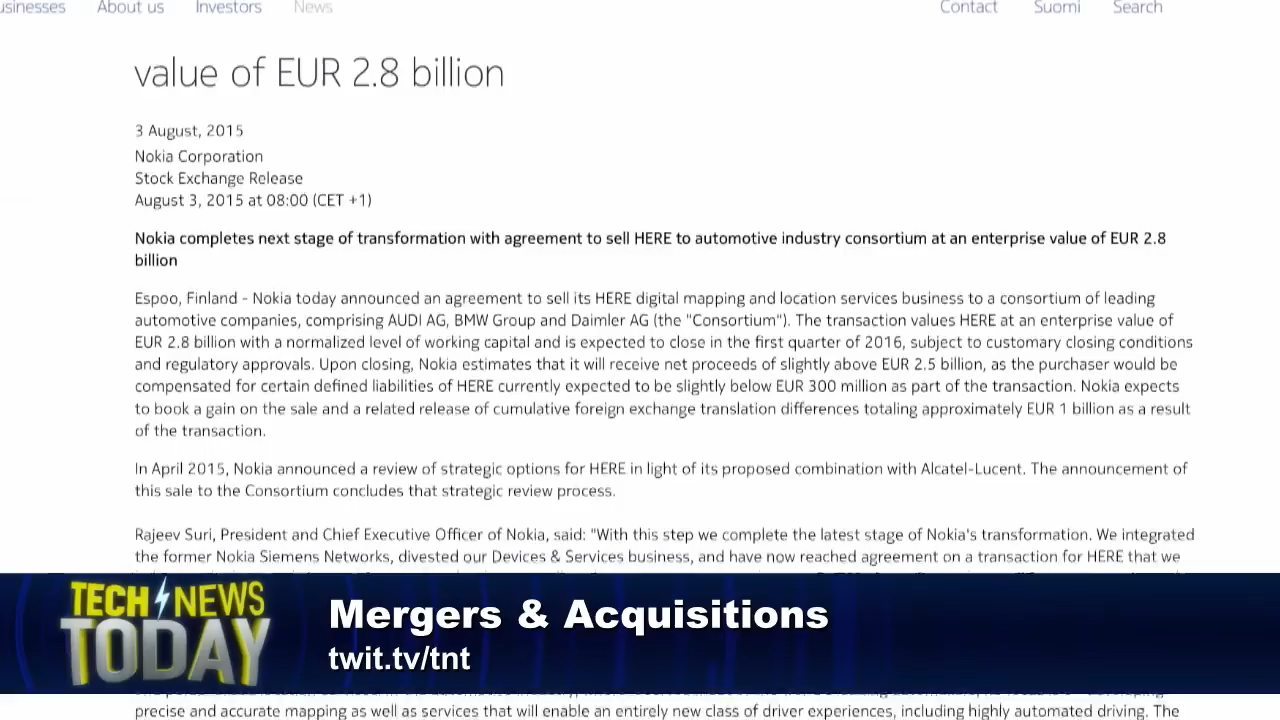 usinesses About us Investors News Contact Suomi Search
value of EUR 2.8 billion
3 August, 2015
Nokia Corporation
Stock Exchange Release
August 3, 2015 at 08:00 (CET +1)
Nokia completes next stage of transformation with agreement to sell HERE to automotive industry consortium at an enterprise value of EUR 2.8
billion
Espoo, Finland - Nokia today announced an agreement to sell its HERE digital mapping and location services business to a consortium of leading
automotive companies, comprising AUDI AG, BMW Group and Daimler AG (the "Consortium"). The transaction values HERE at an enterprise value of
EUR 2.8 billion with a normalized level of working capital and is expected to close in the first quarter of 2016, subject to customary closing conditions
and regulatory approvals. Upon closing, Nokia estimates that it will receive net proceeds of slightly above EUR 2.5 billion, as the purchaser would be
compensated for certain defined liabilities of HERE currently expected to be slightly below EUR 300 million as part of the transaction. Nokia expects
to book a gain on the sale and a related release of cumulative foreign exchange translation differences totaling approximately EUR 1 billion as a result
of the transaction.
In April 2015, Nokia announced a review of strategic options for HERE in light of its proposed combination with Alcatel-Lucent. The announcement of
this sale to the Consortium concludes that strategic review process.
Rajeev Suri, President and Chief Executive Officer of Nokia, said: "With this step we complete the latest stage of Nokia's transformation. We integrated
the former Nokia Siemens Networks, divested our Devices & Services business, and have now reached agreement on a transaction for HERE that we
TECH NEWS
TODAY
Mergers & Acquisitions
twit.tv/tnt
precise and accurate mapping as well as services that will enable an entirely new class of driver experiences, including highly automated driving. The